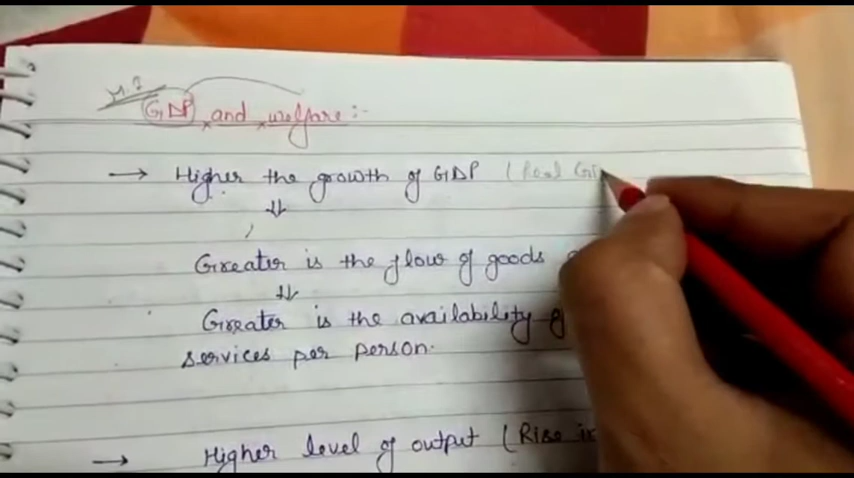 GDP and welfare :-
→ Higher the growth of GDP (Real GD
⇓
Greater is the flow of goods
⇓
Greater is the availability of
services per person.
→ Higher level of output (Rise in